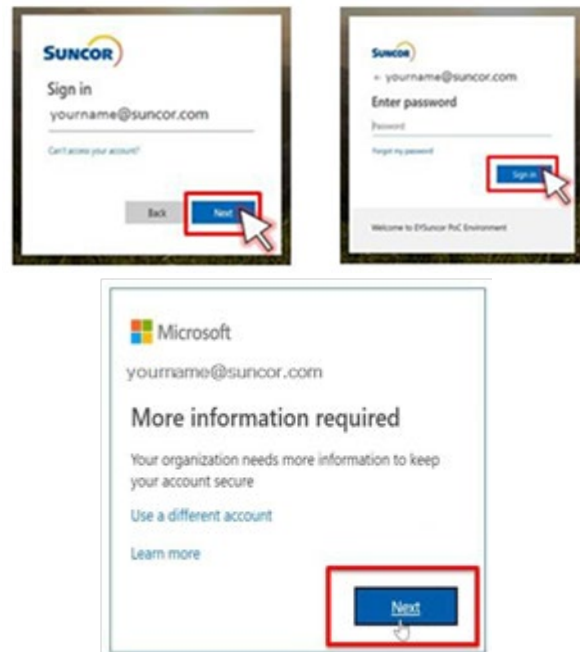 SUNCOR
Sign in
yourname@suncor.com
Can't access your account?
Back Next
SUNCOR
← yourname@suncor.com
Enter password
Password
Forgot my password
Sign in
Welcome to EYSuncor PoC Environment
Microsoft
yourname@suncor.com
More information required
Your organization needs more information to keep
your account secure
Use a different account
Learn more
Next